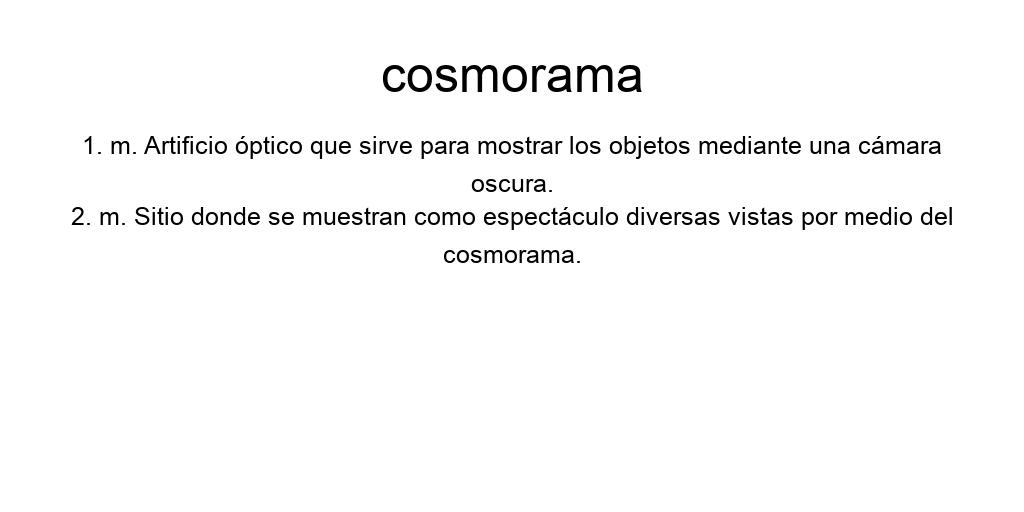 cosmorama
1. m. Artificio óptico que sirve para mostrar los objetos mediante una cámara
oscura.
2. m. Sitio donde se muestran como espectáculo diversas vistas por medio del
cosmorama.